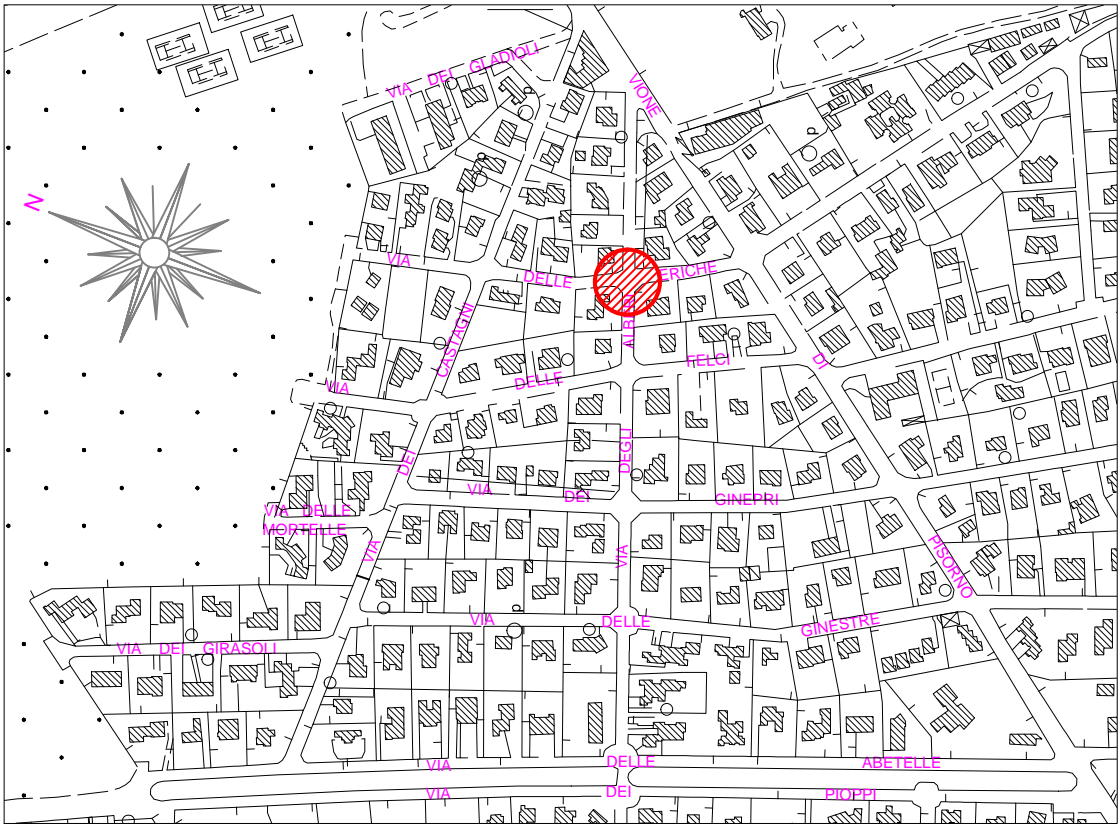 VIA DEI GLADIOLI
VIONE
N
VIA DELLE ERICHE
CASTAGNI
DEI
VIA
VIA DELLE FELCI
DI
PISORNO
DEGLI
VIA
VIA DEI GINEPRI
VIA DELLE
MORTELLE
VIA DELLE GINESTRE
VIA DEI GIRASOLI
VIA DELLE ABETELLE
VIA DEI PIOPPI
P
P
P
P